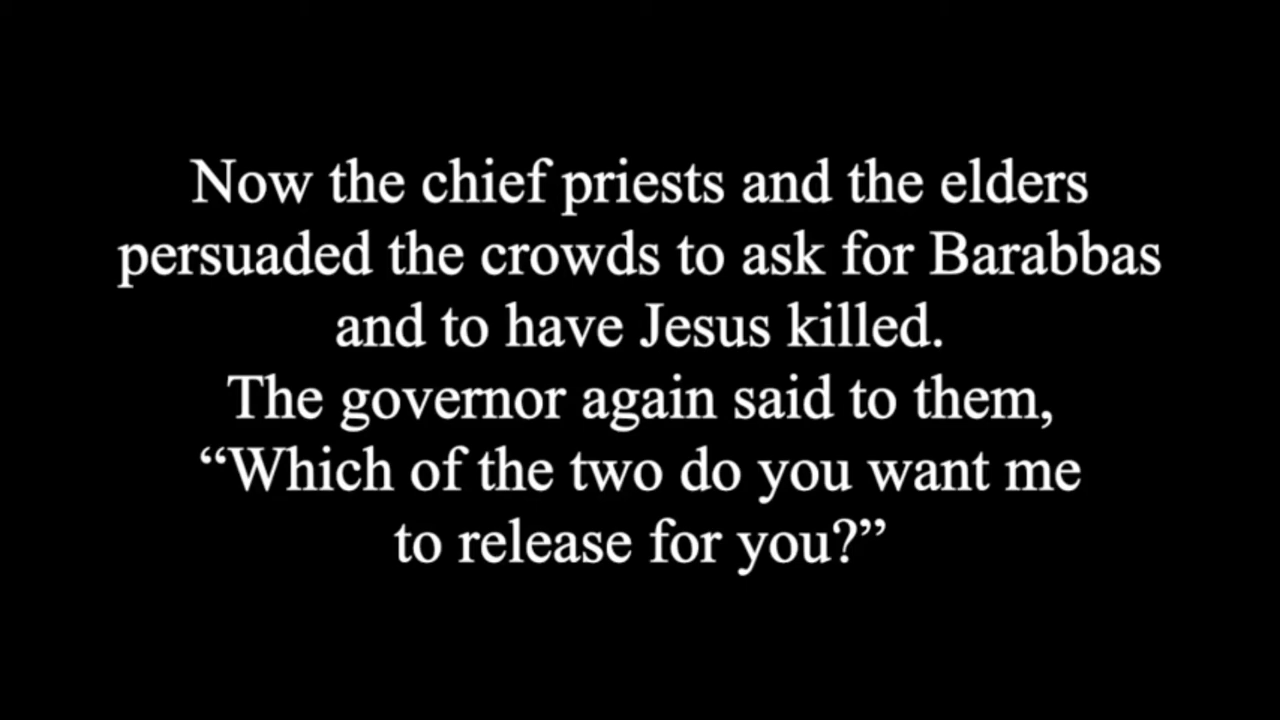 Now the chief priests and the elders
persuaded the crowds to ask for Barabbas
and to have Jesus killed.
The governor again said to them,
“Which of the two do you want me
to release for you?”